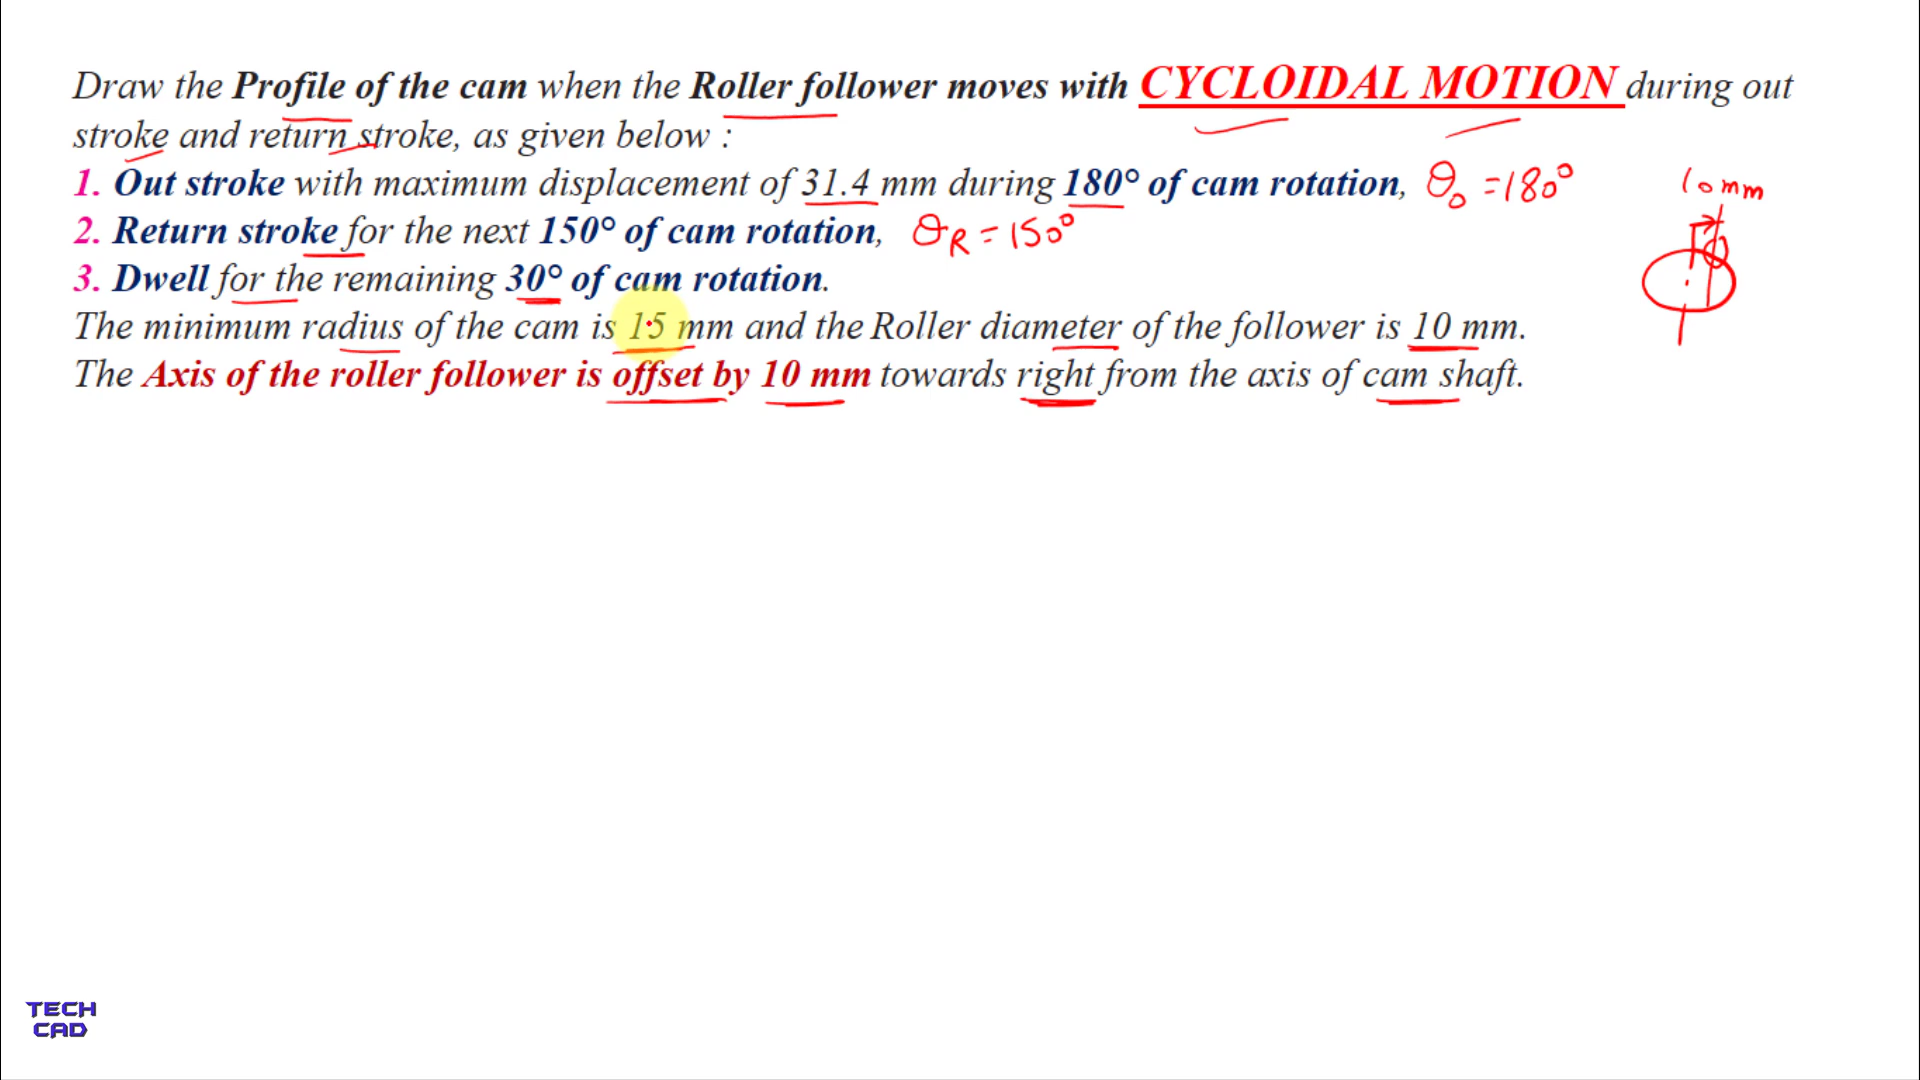 Draw the Profile of the cam when the Roller follower moves with CYCLOIDAL MOTION during out
stroke and return stroke, as given below :
1. Out stroke with maximum displacement of 31.4 mm during 180° of cam rotation, θo = 180°
2. Return stroke for the next 150° of cam rotation, θR = 150°
3. Dwell for the remaining 30° of cam rotation.
The minimum radius of the cam is 15 mm and the Roller diameter of the follower is 10 mm.
The Axis of the roller follower is offset by 10 mm towards right from the axis of cam shaft.
10 mm
TECH
CAD